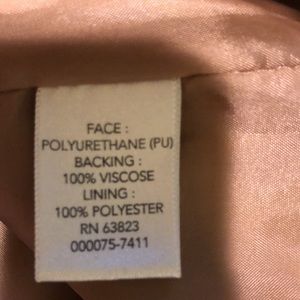 FACE :
POLYURETHANE (PU)
BACKING :
100% VISCOSE
LINING :
100% POLYESTER
RN 63823
000075-7411